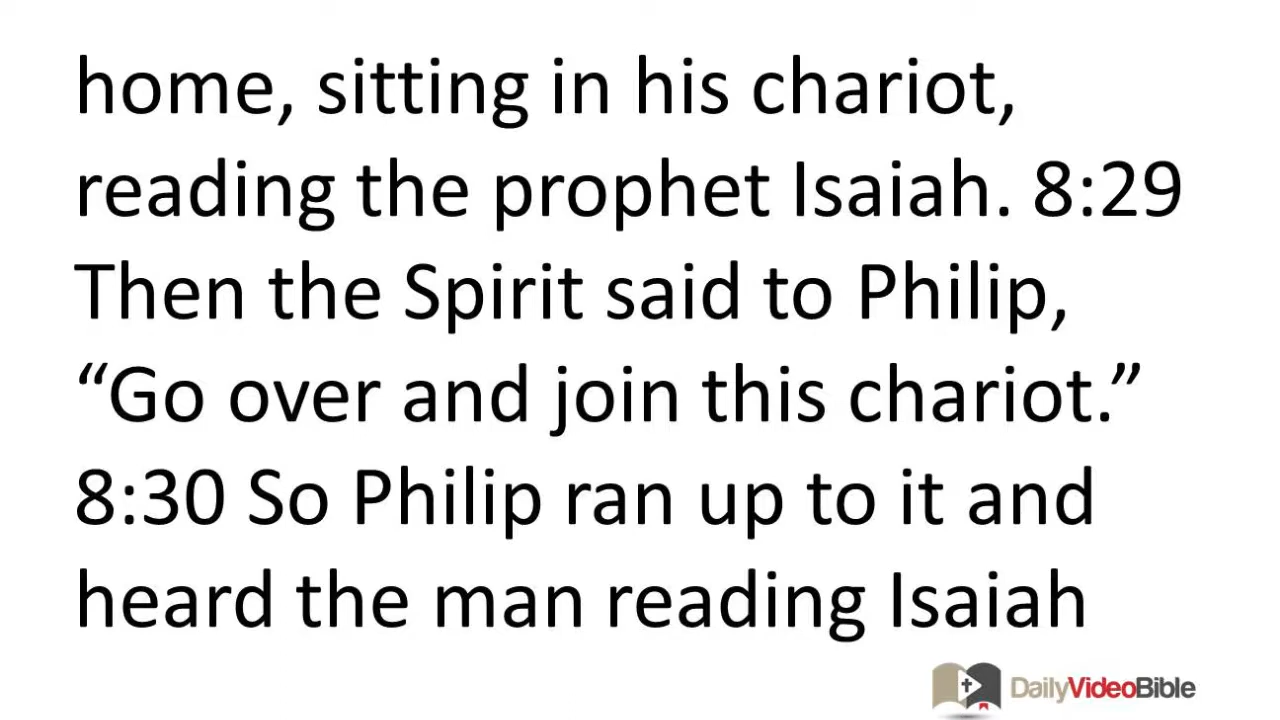 home, sitting in his chariot,
reading the prophet Isaiah. 8:29
Then the Spirit said to Philip,
“Go over and join this chariot.”
8:30 So Philip ran up to it and
heard the man reading Isaiah
DailyVideoBible